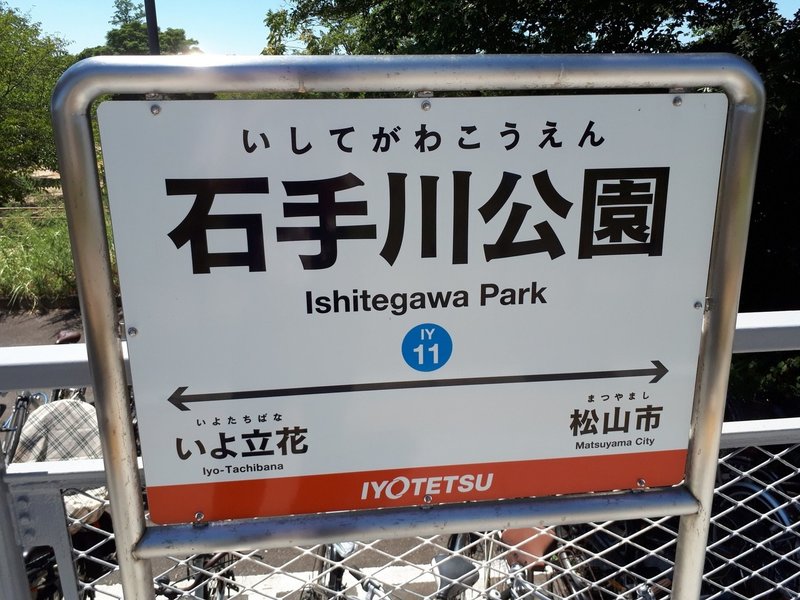 いしてがわこうえん
石手川公園
Ishitegawa Park
IY
11
いよたちばな
いよ立花
Iyo-Tachibana
まつやまし
松山市
Matsuyama City
IYOTETSU